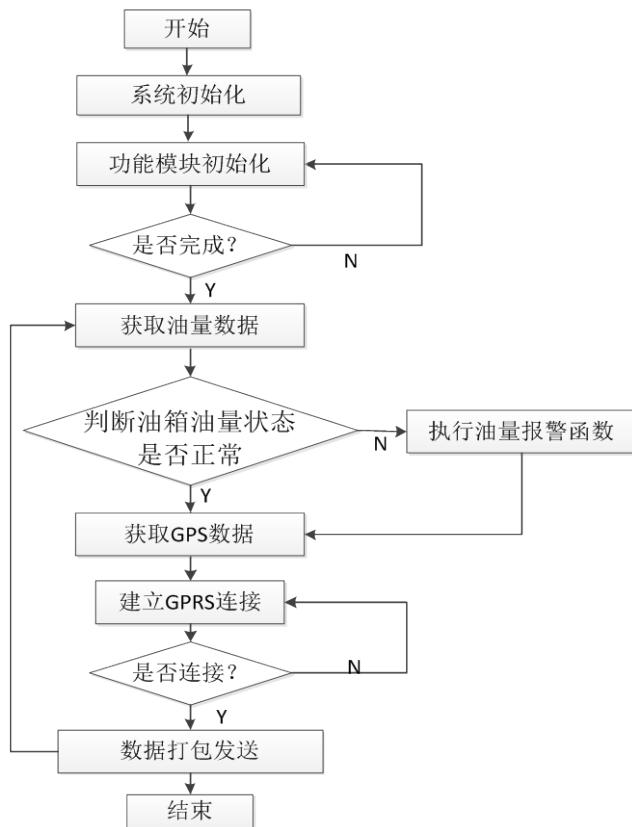 开始
系统初始化
功能模块初始化
是否完成？
N
Y
获取油量数据
判断油箱油量状态
是否正常
N
执行油量报警函数
Y
获取GPS数据
建立GPRS连接
是否连接？
N
Y
数据打包发送
结束